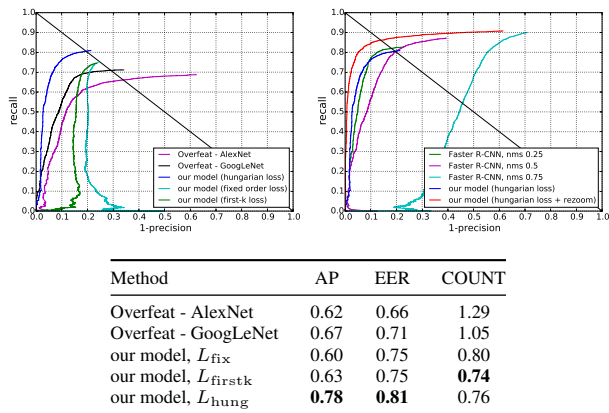 1.0
0.9
0.8
0.7
0.6
0.5
0.4
0.3
0.2
0.1
0.0
recall
0.0 0.1 0.2 0.3 0.4 0.5 0.6 0.7 0.8 0.9 1.0
1-precision
Overfeat - AlexNet
Overfeat - GoogLeNet
our model (hungarian loss)
our model (fixed order loss)
our model (first-k loss)
1.0
0.9
0.8
0.7
0.6
0.5
0.4
0.3
0.2
0.1
0.0
recall
0.0 0.1 0.2 0.3 0.4 0.5 0.6 0.7 0.8 0.9 1.0
1-precision
Faster R-CNN, nms 0.25
Faster R-CNN, nms 0.5
Faster R-CNN, nms 0.75
our model (hungarian loss)
our model (hungarian loss + rezoom)
Method AP EER COUNT
Overfeat - AlexNet 0.62 0.66 1.29
Overfeat - GoogLeNet 0.67 0.71 1.05
our model, L_fix 0.60 0.75 0.80
our model, L_firstk 0.63 0.75 0.74
our model, L_hung 0.78 0.81 0.76